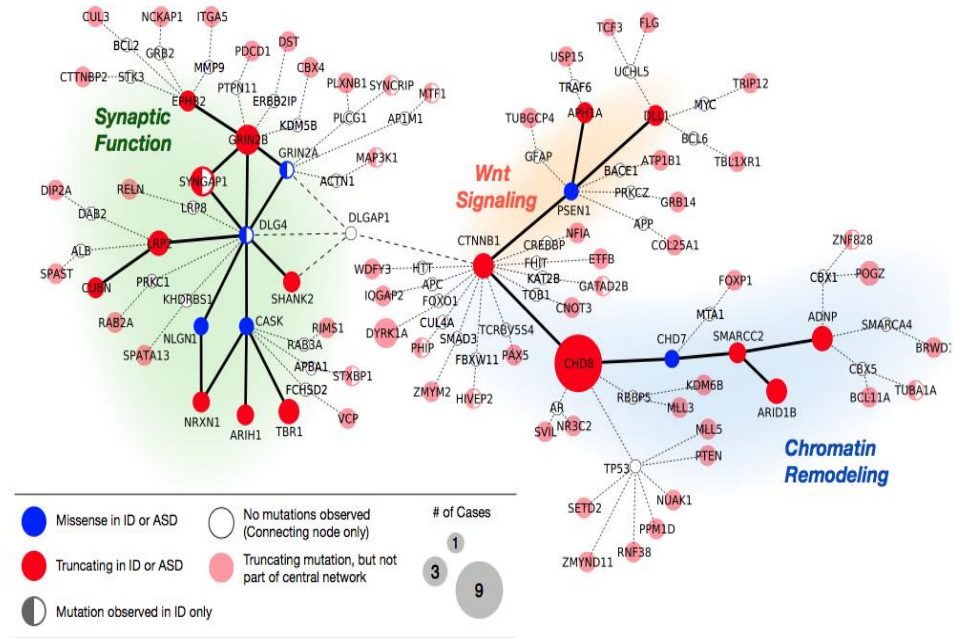 CUL3
NCKAP1
ITGA5
BCL2
GRB2
MMP9
PDCD1
DST
CTTNBP2
STK3
PTPN11
ERBB2IP
CBX4
EPHB2
KDM5B
PLXNB1
SYNCRIP
MTF1
PLCG1
AP1M1
Synaptic
Function
GRIN2B
GRIN2A
MAP3K1
ACTN1
SYNGAP1
DIP2A
RELN
LRP8
DAB2
DLG4
DLGAP1
LRP2
ALB
SPAST
CUBN
PRKC1
KHDRBS1
SHANK2
RAB2A
SPATA13
NLGN1
CASK
RIMS1
RAB3A
APBA1
STXBP1
FCHSD2
VCP
NRXN1
ARIH1
TBR1
TCF3
FLG
USP15
UCHL5
TRAF6
TRIP12
APH1A
DLL1
MYC
TUBGCP4
BCL6
TBL1XR1
GFAP
BACE1
ATP1B1
Wnt
Signaling
PRKCZ
GRB14
PSEN1
APP
COL25A1
CTNNB1
CREBBP
NFIA
WDFY3
HTT
FHIT
ETFB
APC
KAT2B
GATAD2B
IQGAP2
FOXO1
TOB1
CNOT3
DYRK1A
CUL4A
TCRBV5S4
PHIP
SMAD3
FBXW11
PAX5
ZMYM2
HIVEP2
CHD8
ZNF828
CBX1
POGZ
FOXP1
MTA1
ADNP
SMARCA4
CHD7
SMARCC2
BRWD
CBX5
TUBA1A
BCL11A
ARID1B
RBBP5
KDM6B
MLL3
AR
SVIL
NR3C2
MLL5
PTEN
TP53
Chromatin
Remodeling
NUAK1
SETD2
PPM1D
RNF38
ZMYND11
Missense in ID or ASD
Truncating in ID or ASD
Mutation observed in ID only
No mutations observed
(Connecting node only)
Truncating mutation, but not
part of central network
# of Cases
1
3
9